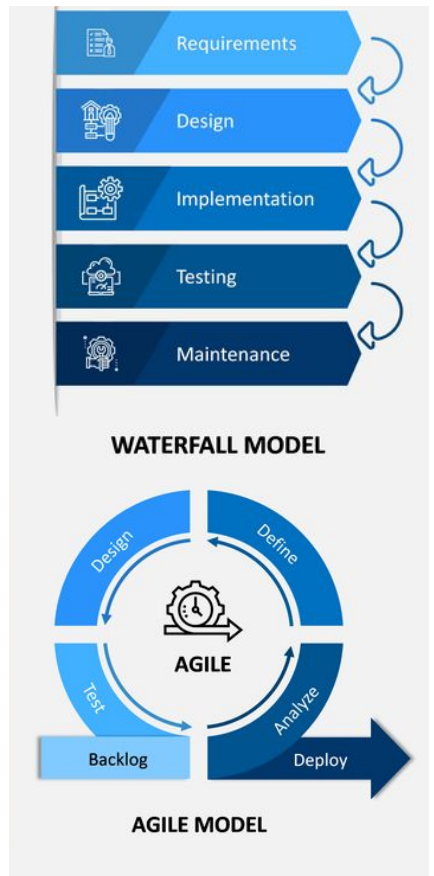 Requirements
Design
Implementation
Testing
Maintenance
WATERFALL MODEL
Design
Define
AGILE
Test
Analyze
Backlog
Deploy
AGILE MODEL